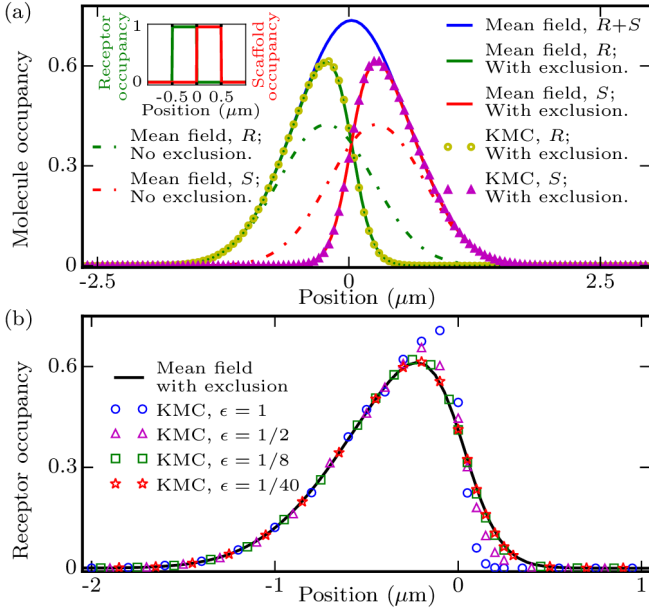 (a)
Receptor
occupancy
1
0
-0.5
0
0.5
Position (μm)
Scaffold
occupancy
Mean field, R+S
Mean field, R;
With exclusion.
Mean field, S;
With exclusion.
KMC, R;
With exclusion.
KMC, S;
With exclusion.
Mean field, R;
No exclusion.
Mean field, S;
No exclusion.
Molecule occupancy
0.6
0.3
0
-2.5
0
2.5
Position (μm)
(b)
Receptor occupancy
0.6
0.3
0
Mean field
with exclusion
KMC, ϵ = 1
KMC, ϵ = 1/2
KMC, ϵ = 1/8
KMC, ϵ = 1/40
-2
-1
0
1
Position (μm)